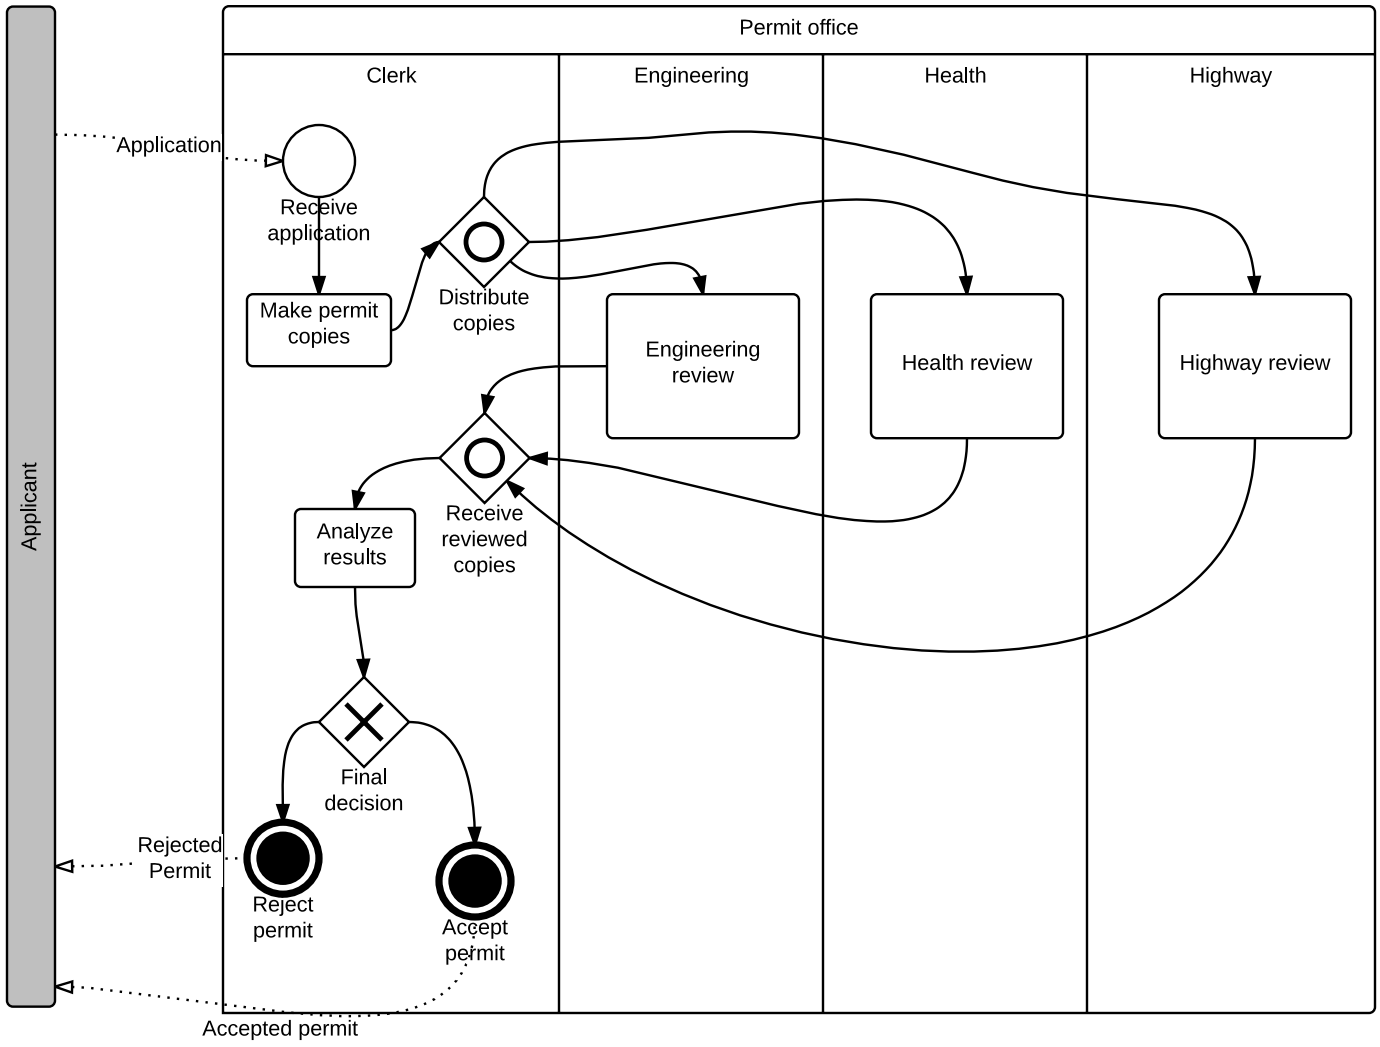 Permit office
Clerk
Engineering
Health
Highway
Application
Receive
application
Make permit
copies
Distribute
copies
Engineering
review
Health review
Highway review
Applicant
Receive
reviewed
copies
Analyze
results
Final
decision
Rejected
Permit
Reject
permit
Accept
permit
Accepted permit